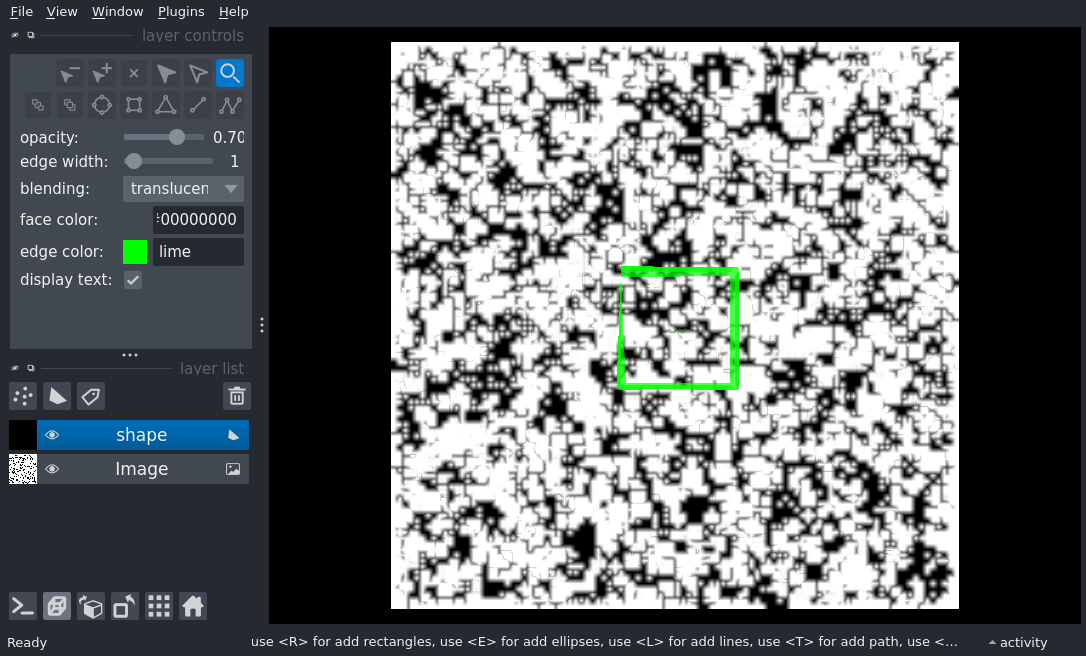 File View Window Plugins Help
layer controls
opacity: 0.70
edge width: 1
blending: translucen
face color: 00000000
edge color: lime
display text:
layer list
shape
Image
Ready use <R> for add rectangles, use <E> for add ellipses, use <L> for add lines, use <T> for add path, use <... activity